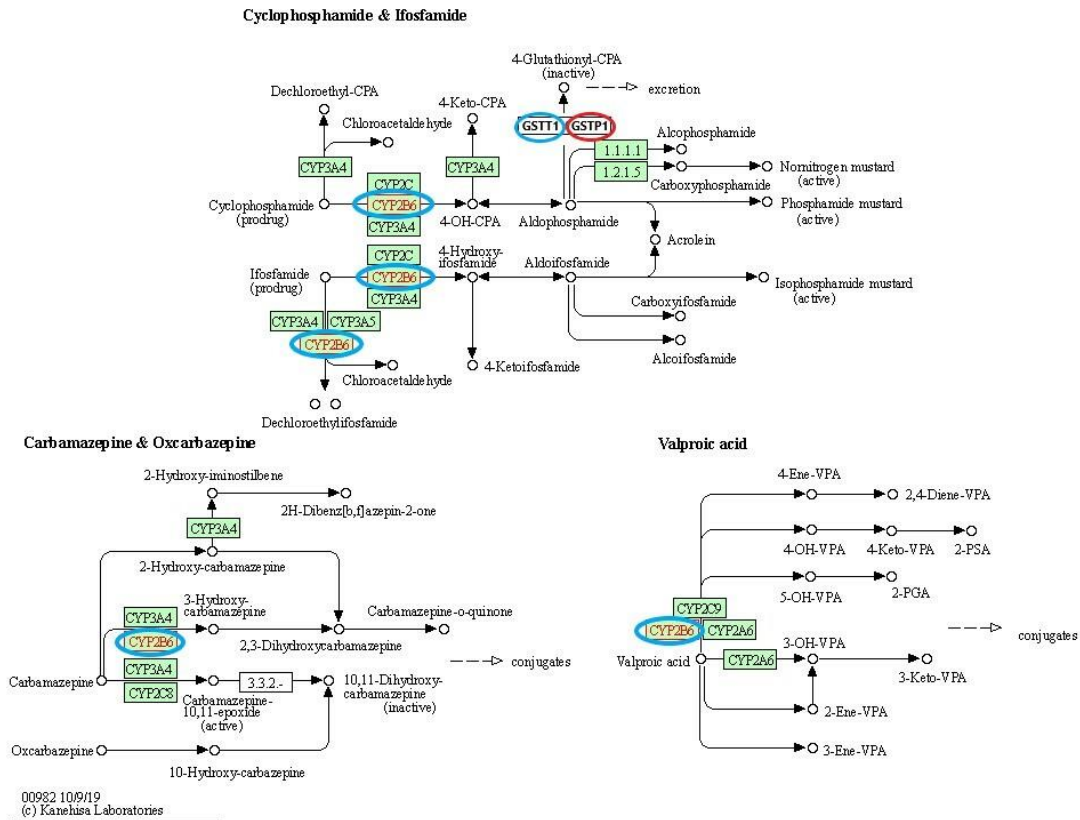 Cyclophosphamide & Ifosfamide
4-Glutathionyl-CPA
(inactive)
excretion
Dechloroethyl-CPA
4-Keto-CPA
Chloroacetaldehyde
GSTT1
GSTP1
Alcophosphamide
1.1.1.1
1.2.1.5
CYP3A4
CYP3A4
Carboxyphosphamide
Nornitrogen mustard
(active)
CYP2C
CYP2B6
CYP3A4
Cyclophosphamide
(prodrug)
4-OH-CPA
Aldophosphamide
Phosphamide mustard
(active)
Acrolein
CYP2C
CYP2B6
CYP3A4
4-Hydroxy-
ifosfamide
Aldoifosfamide
Ifosfamide
(prodrug)
Isophosphamide mustard
(active)
Carboxyifosfamide
CYP3A4
CYP3A5
CYP2B6
Alcoifosfamide
4-Ketoifosfamide
Chloroacetaldehyde
Dechloroethylifosfamide
Carbamazepine & Oxcarbazepine
2-Hydroxy-iminostilbene
2H-Dibenz[b,f]azepin-2-one
CYP3A4
2-Hydroxy-carbamazepine
3-Hydroxy-
carbamazepine
CYP3A4
CYP2B6
Carbamazepine-o-quinone
2,3-Dihydroxycarbamazepine
conjugates
CYP3A4
CYP2C8
Carbamazepine
Carbamazepine-
10,11-epoxide
(active)
3.3.2.-
10,11-Dihydroxy-
carbamazepine
(inactive)
Oxcarbazepine
10-Hydroxy-carbazepine
Valproic acid
4-Ene-VPA
2,4-Diene-VPA
4-OH-VPA
4-Keto-VPA
2-PSA
5-OH-VPA
2-PGA
CYP2C9
CYP2B6
CYP2A6
conjugates
Valproic acid
CYP2A6
3-OH-VPA
3-Keto-VPA
2-Ene-VPA
3-Ene-VPA
00982 10/9/19
(c) Kanehisa Laboratories